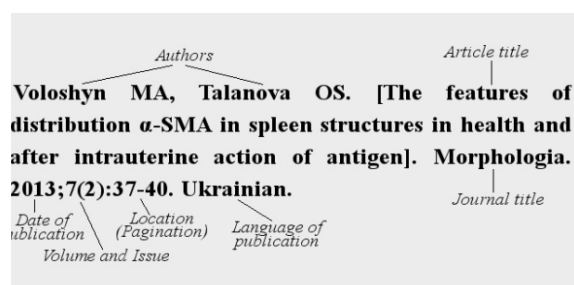 Authors
Article title
Voloshyn MA, Talanova OS. [The features of
distribution α-SMA in spleen structures in health and
after intrauterine action of antigen]. Morphologia.
2013;7(2):37-40. Ukrainian.
Journal title
Date of
ublication
Location
(Pagination)
Language of
publication
Volume and Issue